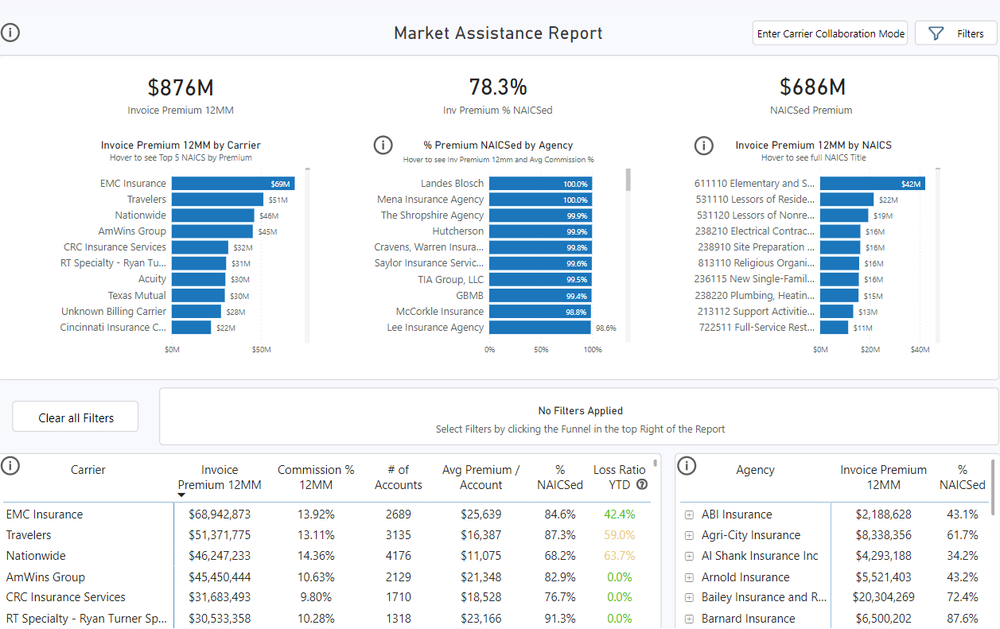 Market Assistance Report
Enter Carrier Collaboration Mode
Filters
$876M
Invoice Premium 12MM
78.3%
Inv Premium % NAICSed
$686M
NAICSed Premium
Invoice Premium 12MM by Carrier
Hover to see Top 5 NAICS by Premium
EMC Insurance $69M
Travelers $51M
Nationwide $46M
AmWins Group $45M
CRC Insurance Services $32M
RT Specialty - Ryan Tu... $31M
Acuity $30M
Texas Mutual $30M
Unknown Billing Carrier $28M
Cincinnati Insurance C... $22M
$0M $50M
% Premium NAICSed by Agency
Hover to see Inv Premium 12mm and Avg Commission %
Landes Blosch 100.0%
Mena Insurance Agency 100.0%
The Shropshire Agency 99.9%
Hutcherson 99.9%
Cravens, Warren Insura... 99.8%
Saylor Insurance Servic... 99.6%
TIA Group, LLC 99.5%
GBMB 99.4%
McCorkle Insurance 98.8%
Lee Insurance Agency 98.6%
0% 50% 100%
Invoice Premium 12MM by NAICS
Hover to see full NAICS Title
611110 Elementary and S... $42M
531110 Lessors of Reside... $22M
531120 Lessors of Nonre... $19M
238210 Electrical Contrac... $16M
238910 Site Preparation ... $16M
813110 Religious Organi... $16M
236115 New Single-Famil... $16M
238220 Plumbing, Heatin... $15M
213112 Support Activitie... $13M
722511 Full-Service Rest... $11M
$0M $20M $40M
Clear all Filters
No Filters Applied
Select Filters by clicking the Funnel in the top Right of the Report
Carrier Invoice Premium 12MM Commission % 12MM # of Accounts Avg Premium / Account % NAICSed Loss Ratio YTD
EMC Insurance $68,942,873 13.92% 2689 $25,639 84.6% 42.4%
Travelers $51,371,775 13.11% 3135 $16,387 87.3% 59.0%
Nationwide $46,247,233 14.36% 4176 $11,075 68.2% 63.7%
AmWins Group $45,450,444 10.63% 2129 $21,348 82.9% 0.0%
CRC Insurance Services $31,683,493 9.80% 1710 $18,528 76.7% 0.0%
RT Specialty - Ryan Turner Sp... $30,533,358 10.28% 1318 $23,166 91.3% 0.0%
Agency Invoice Premium 12MM % NAICSed
ABI Insurance $2,188,628 43.1%
Agri-City Insurance $8,338,356 61.7%
Al Shank Insurance Inc $4,293,188 34.2%
Arnold Insurance $5,521,403 43.2%
Bailey Insurance and R... $20,304,269 72.4%
Barnard Insurance $6,500,202 87.6%